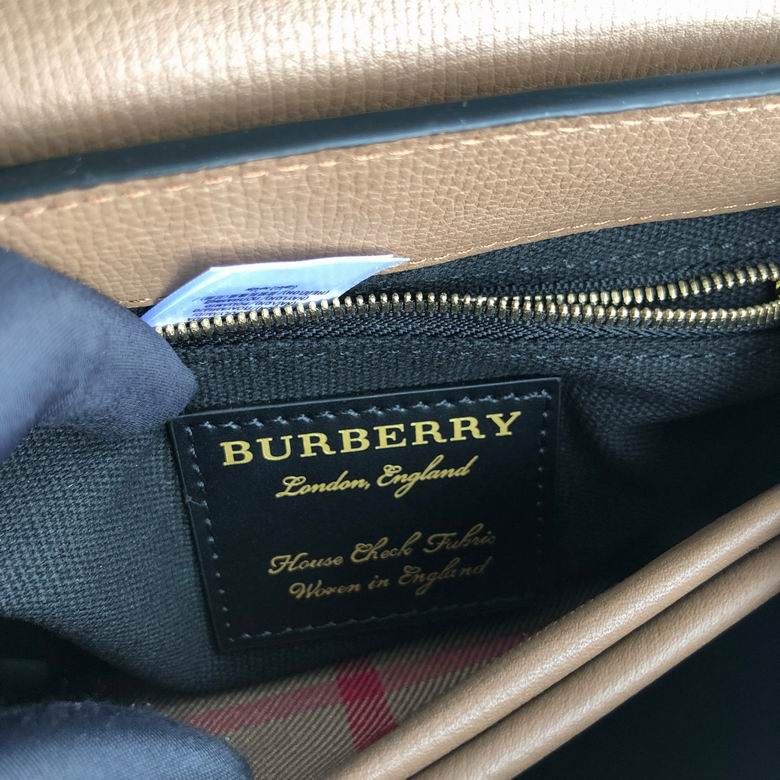 BURBERRY
London, England
House Check Fabric
Woven in England